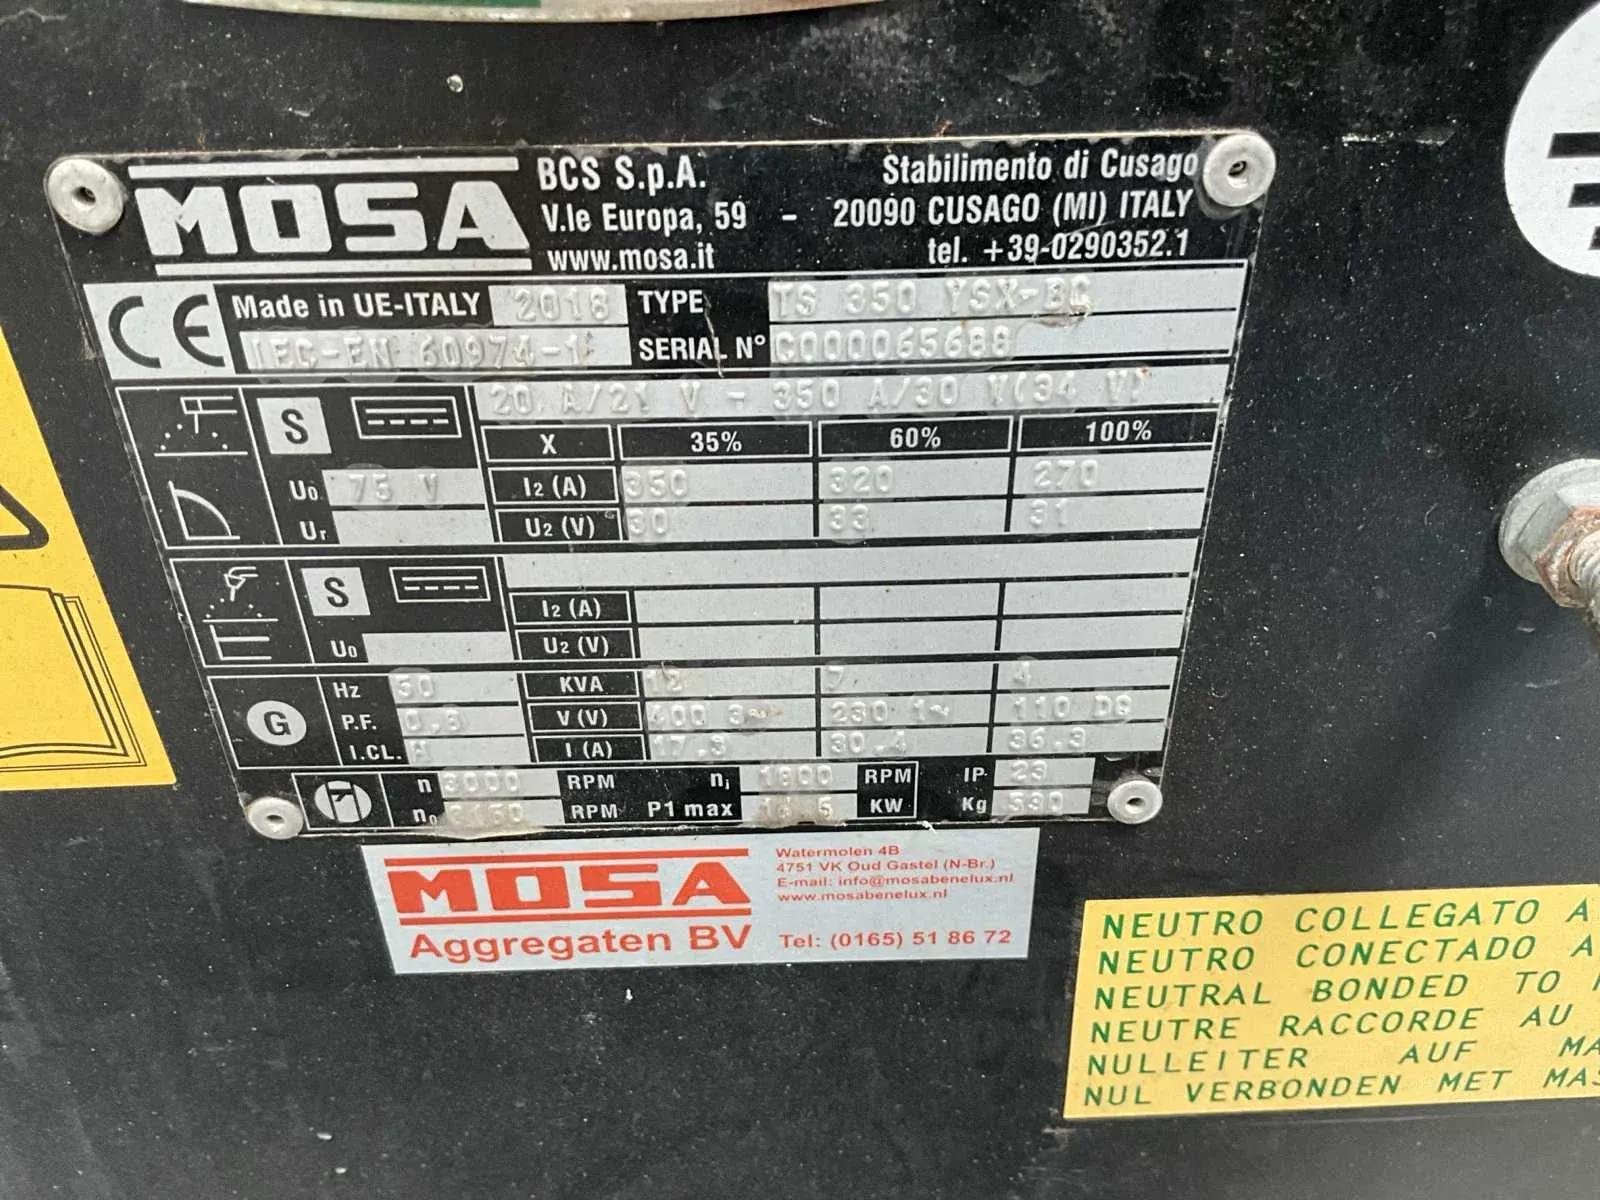 MOSA
BCS S.p.A. Stabilimento di Cusago
V.le Europa, 59 - 20090 CUSAGO (MI) ITALY
www.mosa.it tel. +39-0290352.1
CE Made in UE-ITALY 2018 TYPE TS 350 YSX-BC
IEC-EN 60974-1 SERIAL N° C000065688
20 A/21 V - 350 A/30 V(34 V)
S X 35% 60% 100%
U0 75 V I2 (A) 350 320 270
Ur U2 (V) 30 33 31
S
I2 (A)
U0 U2 (V)
G
Hz 50 KVA 12 7 4
P.F. 0,8 V (V) 400 3~ 230 1~ 110
I.CL. H I (A) 17.3 30.4 36.3
n 3000 RPM n1 1800 RPM IP 23
n0 RPM P1 max KW Kg
MOSA
Aggregaten BV
Watermolen 4B
4751 VK Oud Gastel (N-Br.)
E-mail: info@mosabenelux.nl
www.mosabenelux.nl
Tel: (0165) 51 86 72
NEUTRO COLLEGATO A
NEUTRO CONECTADO A
NEUTRAL BONDED TO
NEUTRE RACCORDE AU
NULLEITER AUF MA
NUL VERBONDEN MET MAS